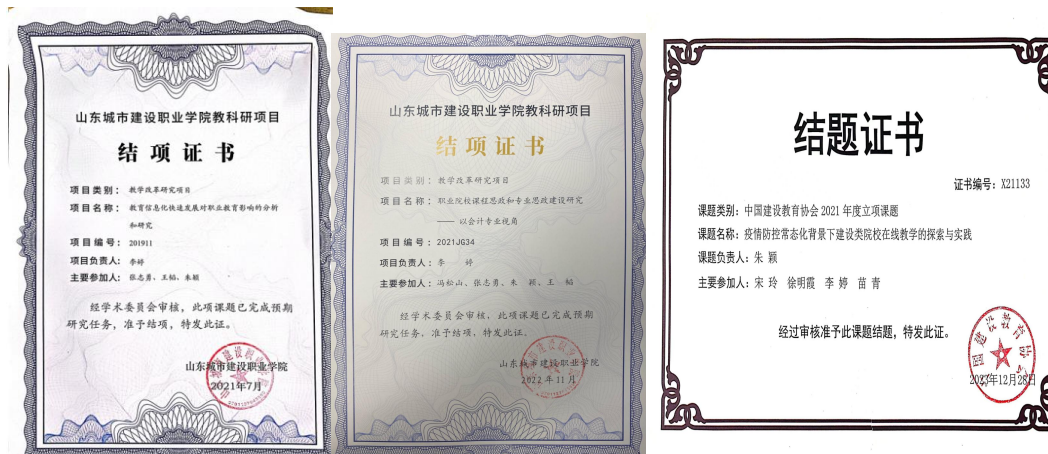 山东城市建设职业学院教科研项目
结项证书
项目类别：教学改革研究项目
项目名称：教育信息化快速发展对职业教育影响的分析
和研究
项目编号：201911
项目负责人：李婷
主要参加人：张志勇、王韬、朱颖
经学术委员会审核，此项课题已完成预期
研究任务，准予结项，特发此证。
山东城市建设职业学院
2021年7月
山东城市建设职业学院教科研项目
结项证书
项目类别：教学改革研究项目
项目名称：职业院校课程思政和专业思政建设研究
—— 以会计专业视角
项目编号：2021JG34
项目负责人：李 婷
主要参加人：冯松山、张志勇、朱 颖、王 韬
经学术委员会审核，此项课题已完成预期
研究任务，准予结项，特发此证。
山东城市建设职业学院
2022年11月
结题证书
证书编号：X21133
课题类别：中国建设教育协会2021年度立项课题
课题名称：疫情防控常态化背景下建设类院校在线教学的探索与实践
课题负责人：朱 颖
主要参加人：宋 玲 徐明霞 李 婷 苗 青
经过审核准予此课题结题，特发此证。
国建设教育协会
12月28日